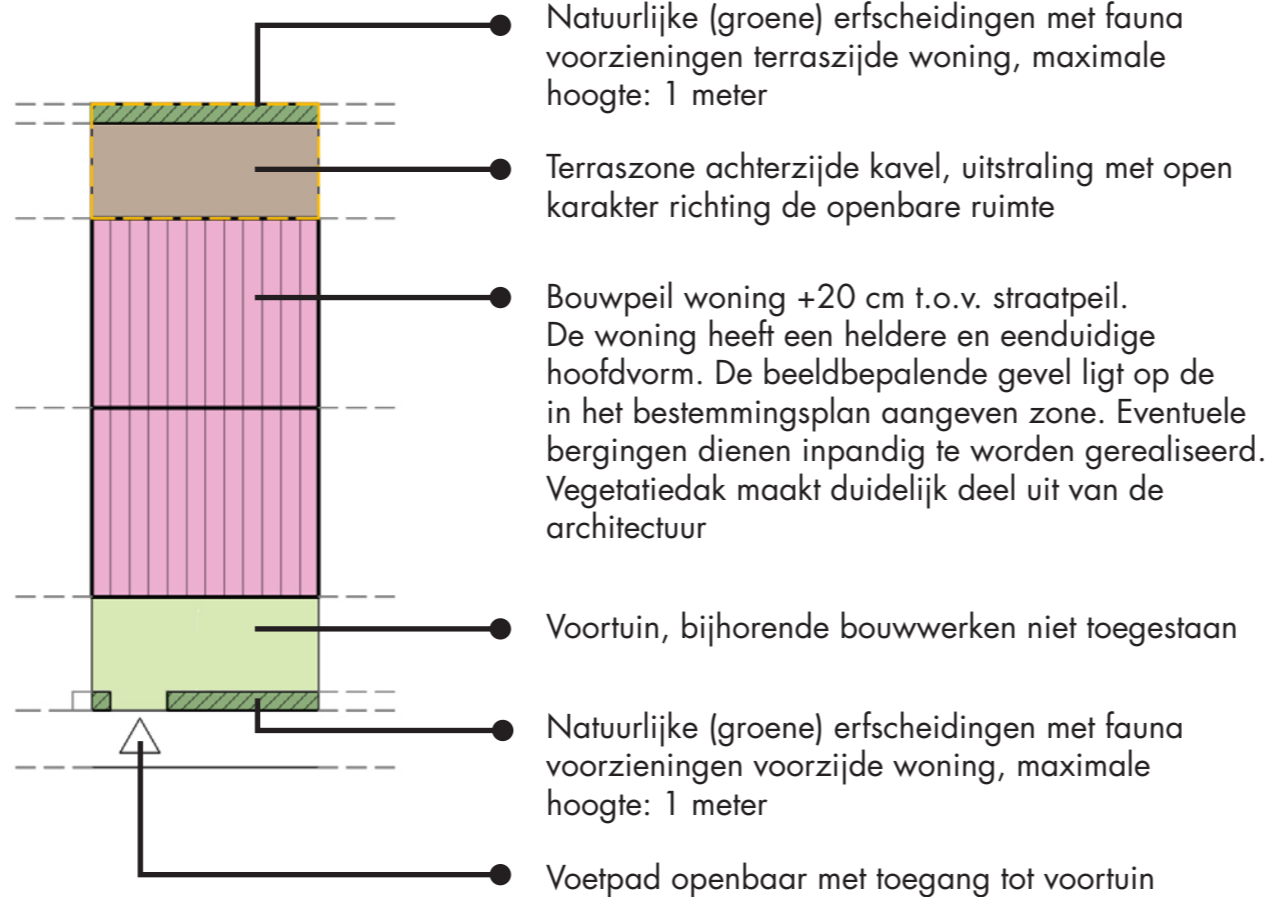 Natuurlijke (groene) erfscheidingen met fauna
voorzieningen terraszijde woning, maximale
hoogte: 1 meter
Terraszone achterzijde kavel, uitstraling met open
karakter richting de openbare ruimte
Bouwpeil woning +20 cm t.o.v. straatpeil.
De woning heeft een heldere en eenduidige
hoofdvorm. De beeldbepalende gevel ligt op de
in het bestemmingsplan aangeven zone. Eventuele
bergingen dienen inpandig te worden gerealiseerd.
Vegetatiedak maakt duidelijk deel uit van de
architectuur
Voortuin, bijhorende bouwwerken niet toegestaan
Natuurlijke (groene) erfscheidingen met fauna
voorzieningen voorzijde woning, maximale
hoogte: 1 meter
Voetpad openbaar met toegang tot voortuin